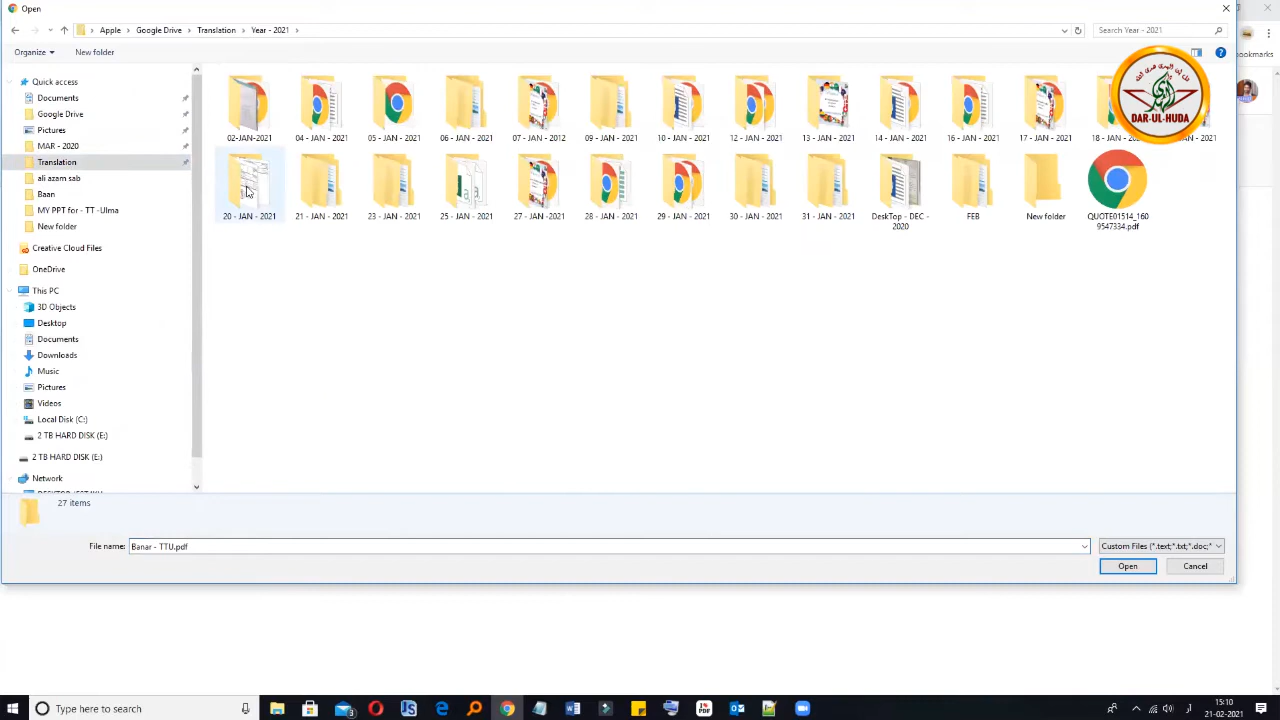 Open
Apple > Google Drive > Translation > Year - 2021 >
Search Year - 2021
Organize
New folder
ookmarks
Quick access
Documents
Google Drive
Pictures
MAR - 2020
Translation
ali azam sab
Baan
MY PPT for - TT -Ulma
New folder
Creative Cloud Files
OneDrive
This PC
3D Objects
Desktop
Documents
Downloads
Music
Pictures
Videos
Local Disk (C:)
2 TB HARD DISK (E:)
2 TB HARD DISK (E:)
Network
02-JAN-2021
04 - JAN - 2021
05 - JAN - 2021
06 - JAN - 2021
07 - JAN - 2012
09 - JAN - 2021
10 - JAN - 2021
12 - JAN - 2021
13 - JAN - 2021
14 - JAN - 2021
16 - JAN - 2021
17 - JAN - 2021
18 - JAN - 2021
DAR-UL-HUDA
20 - JAN - 2021
21 - JAN - 2021
23 - JAN - 2021
25 - JAN - 2021
27 - JAN -2021
28 - JAN - 2021
29 - JAN - 2021
30 - JAN - 2021
31 - JAN - 2021
DeskTop - DEC -
2020
FEB
New folder
QUOTE01514_160
9547334.pdf
27 items
File name:
Banar - TTU.pdf
Custom Files (*.text;*.txt;*.doc;*
Open
Cancel
Type here to search
15:10
21-02-2021